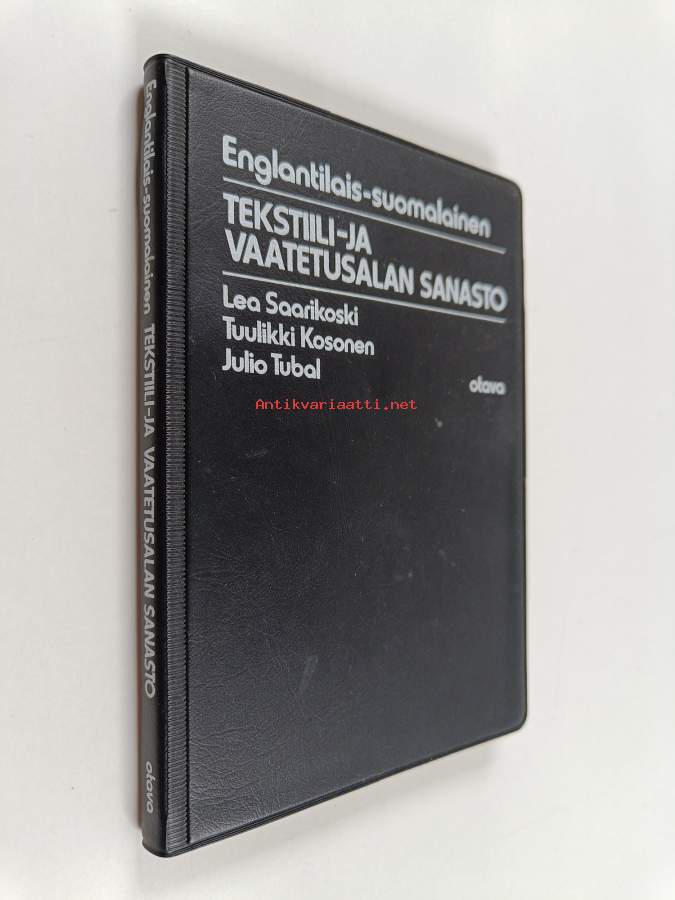 Englantilais-suomalainen
TEKSTIILI-JA
VAATETUSALAN SANASTO
Lea Saarikoski
Tuulikki Kosonen
Julio Tubal
otava
Antikvariaatti.net
Englantilais-suomalainen TEKSTIILI-JA VAATETUSALAN SANASTO
otava